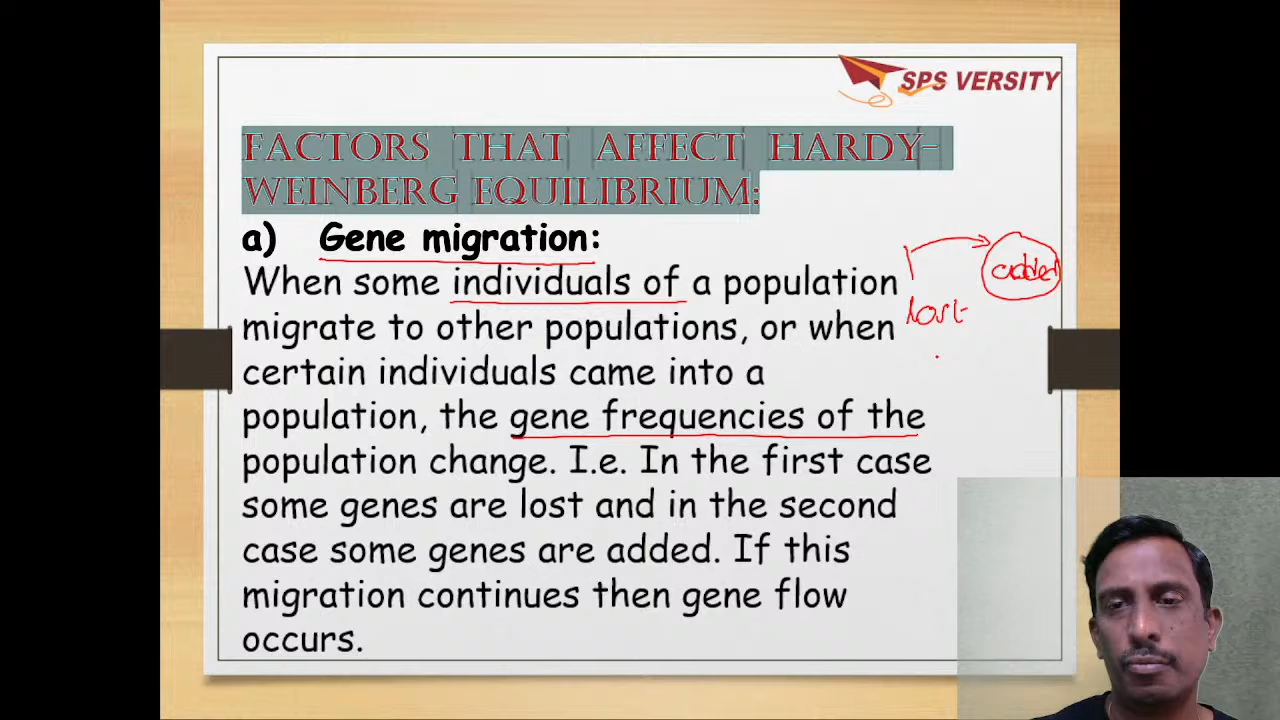 SPS VERSITY
FACTORS THAT AFFECT HARDY-
WEINBERG EQUILIBRIUM:
a) Gene migration:
When some individuals of a population
migrate to other populations, or when
certain individuals came into a
population, the gene frequencies of the
population change. I.e. In the first case
some genes are lost and in the second
case some genes are added. If this
migration continues then gene flow
occurs.
added
lost